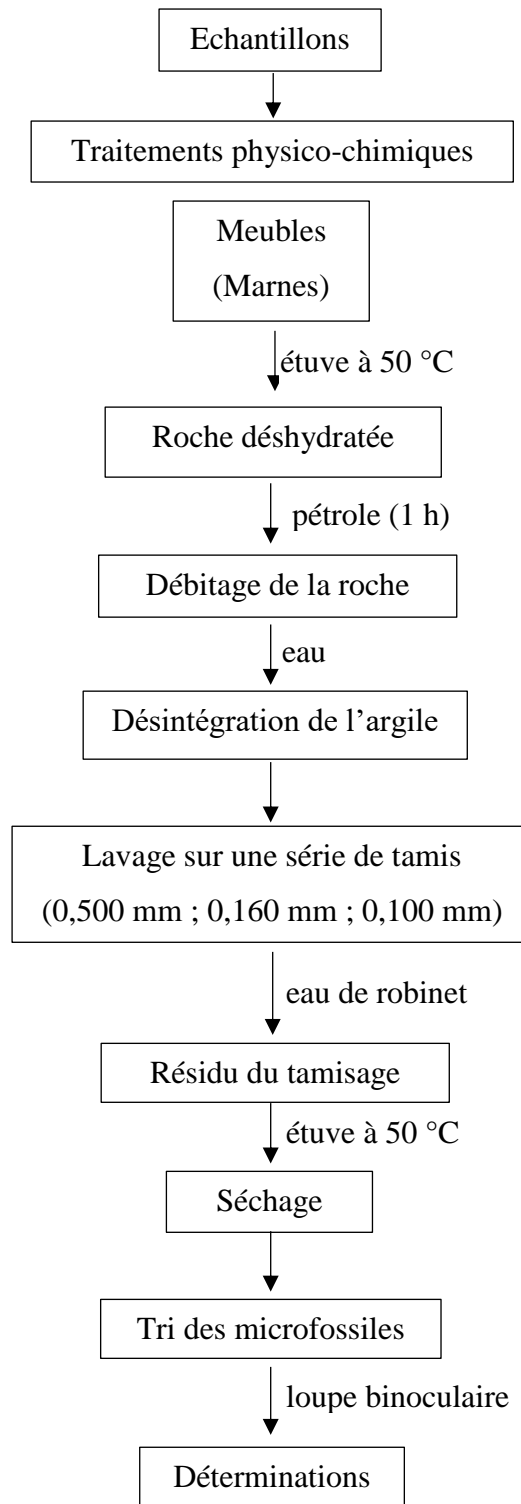 Echantillons
Traitements physico-chimiques
Meubles
(Marnes)
étuve à 50 °C
Roche déshydratée
pétrole (1 h)
Débitage de la roche
eau
Désintégration de l’argile
Lavage sur une série de tamis
(0,500 mm ; 0,160 mm ; 0,100 mm)
eau de robinet
Résidu du tamisage
étuve à 50 °C
Séchage
Tri des microfossiles
loupe binoculaire
Déterminations